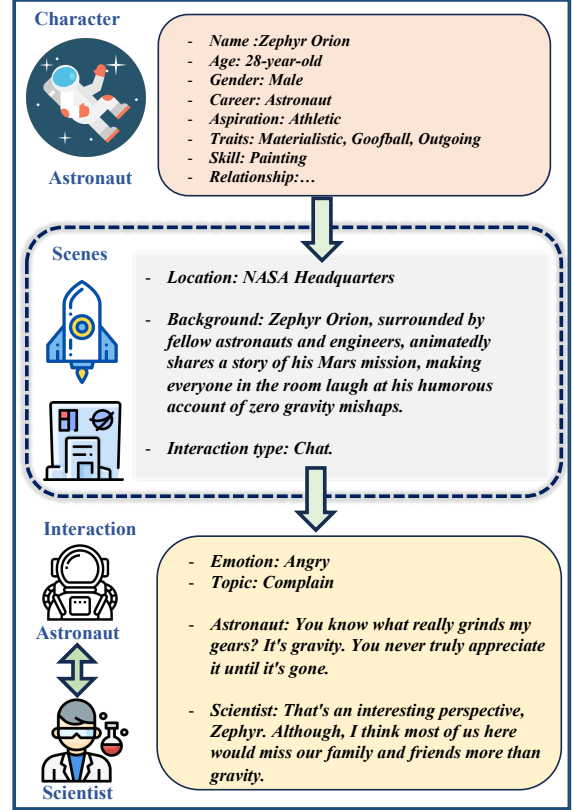 Character
- Name :Zephyr Orion
- Age: 28-year-old
- Gender: Male
- Career: Astronaut
- Aspiration: Athletic
- Traits: Materialistic, Goofball, Outgoing
- Skill: Painting
- Relationship:…
Astronaut
Scenes
- Location: NASA Headquarters
- Background: Zephyr Orion, surrounded by
fellow astronauts and engineers, animatedly
shares a story of his Mars mission, making
everyone in the room laugh at his humorous
account of zero gravity mishaps.
- Interaction type: Chat.
Interaction
Astronaut
Scientist
- Emotion: Angry
- Topic: Complain
- Astronaut: You know what really grinds my
gears? It's gravity. You never truly appreciate
it until it's gone.
- Scientist: That's an interesting perspective,
Zephyr. Although, I think most of us here
would miss our family and friends more than
gravity.